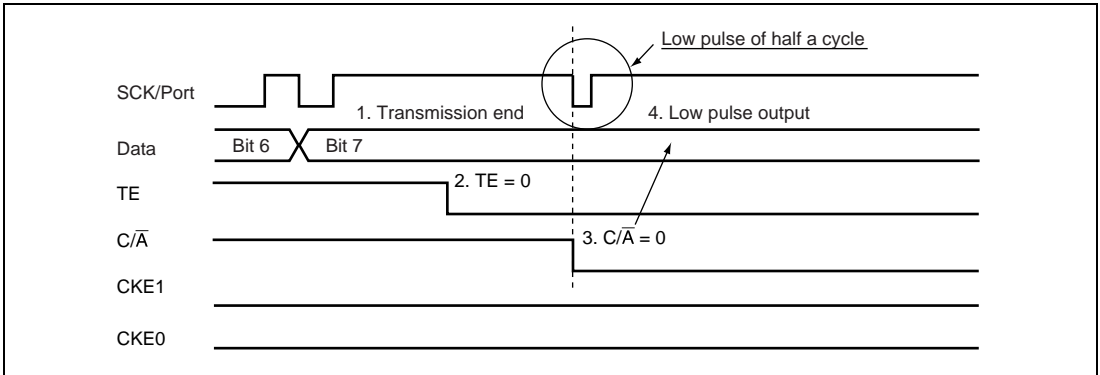 Low pulse of half a cycle
SCK/Port
1. Transmission end
4. Low pulse output
Data
Bit 6
Bit 7
TE
2. TE = 0
C/A̅
3. C/A̅ = 0
CKE1
CKE0